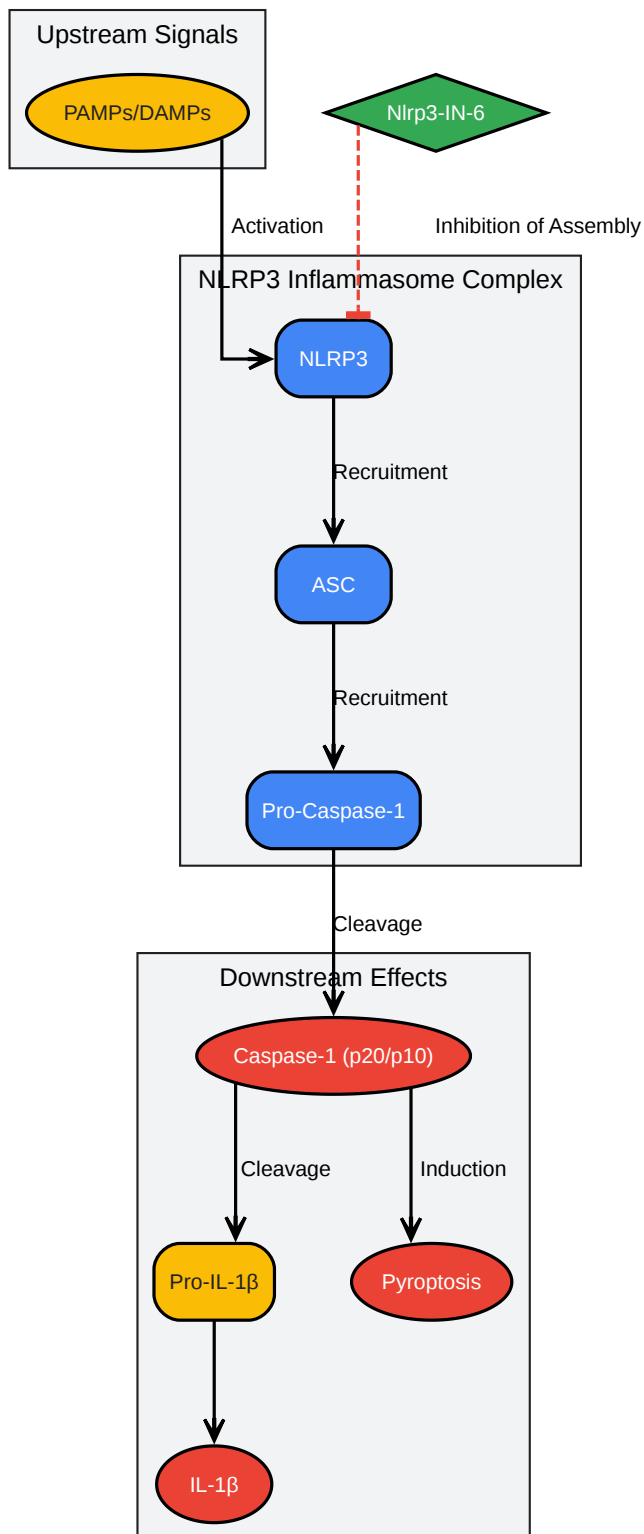 Upstream Signals
PAMPs/DAMPs
Nlrp3-IN-6
Activation
Inhibition of Assembly
NLRP3 Inflammasome Complex
NLRP3
Recruitment
ASC
Recruitment
Pro-Caspase-1
Cleavage
Downstream Effects
Caspase-1 (p20/p10)
Cleavage
Induction
Pro-IL-1β
Pyroptosis
IL-1β